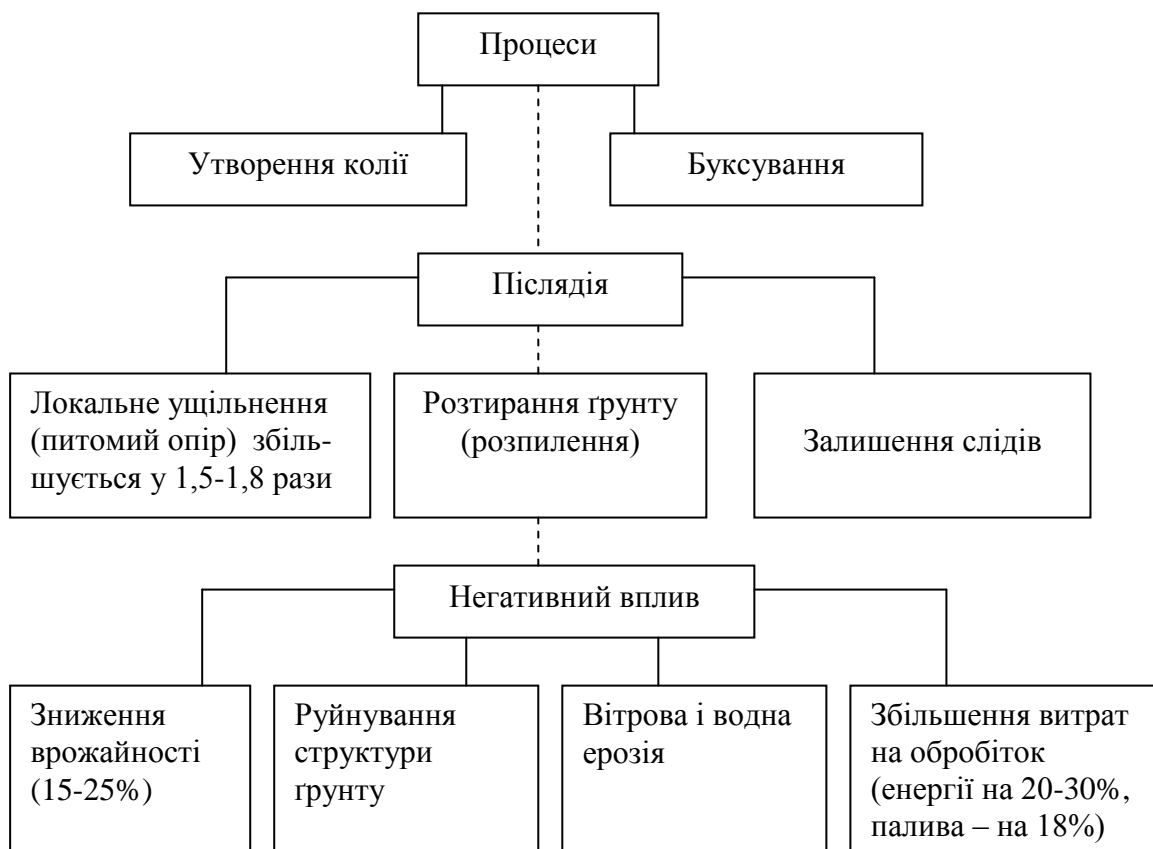 Процеси
Утворення колії
Буксування
Післядія
Локальне ущільнення
(питомий опір) збіль-
шується у 1,5-1,8 рази
Розтирання ґрунту
(розпилення)
Залишення слідів
Негативний вплив
Зниження
врожайності
(15-25%)
Руйнування
структури
ґрунту
Вітрова і водна
ерозія
Збільшення витрат
на обробіток
(енергії на 20-30%,
палива – на 18%)